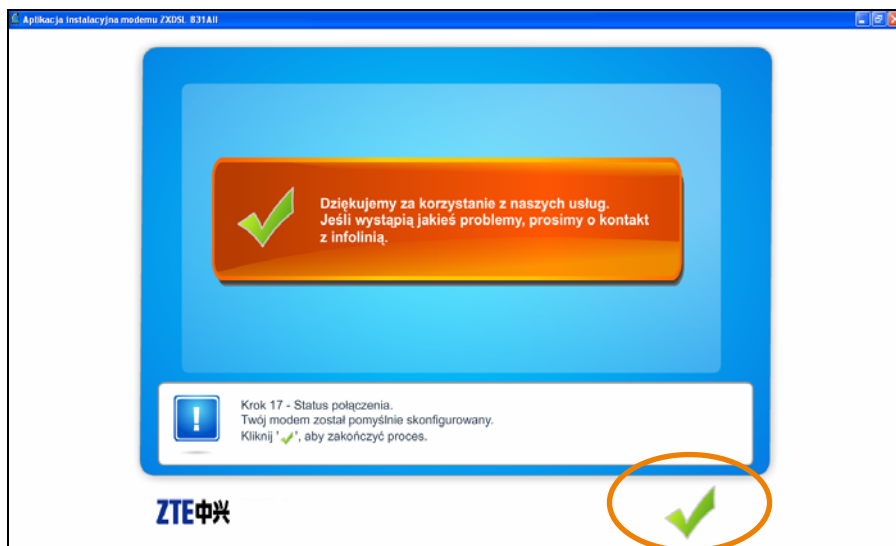 Aplikacja instalacyjna modemu ZXDSL 831AII
Dziękujemy za korzystanie z naszych usług.
Jeśli wystąpią jakieś problemy, prosimy o kontakt
z infolinią.
Krok 17 - Status połączenia.
Twój modem został pomyślnie skonfigurowany.
Kliknij ' ✓', aby zakończyć proces.
ZTE中兴